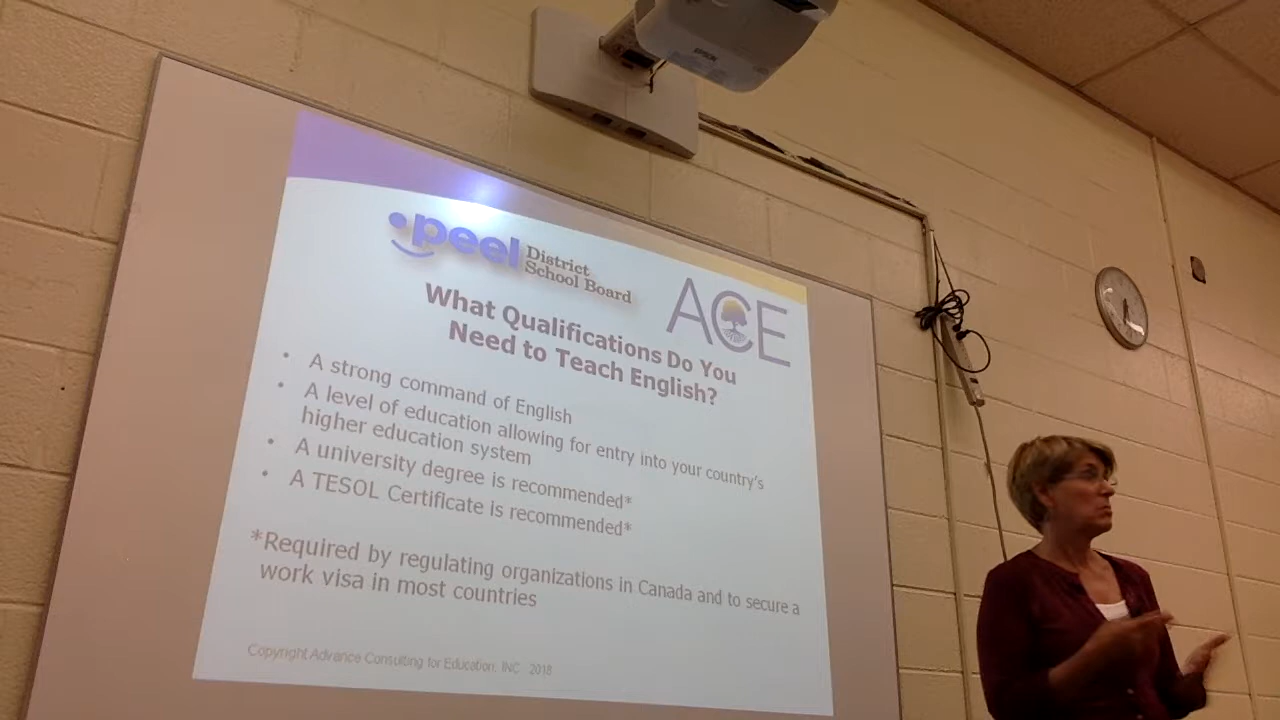 EPSON
peel District
School Board
ACE
What Qualifications Do You
Need to Teach English?
• A strong command of English
• A level of education allowing for entry into your country's
higher education system
• A university degree is recommended*
• A TESOL Certificate is recommended*
*Required by regulating organizations in Canada and to secure a
work visa in most countries
Copyright Advance Consulting for Education, INC 2018